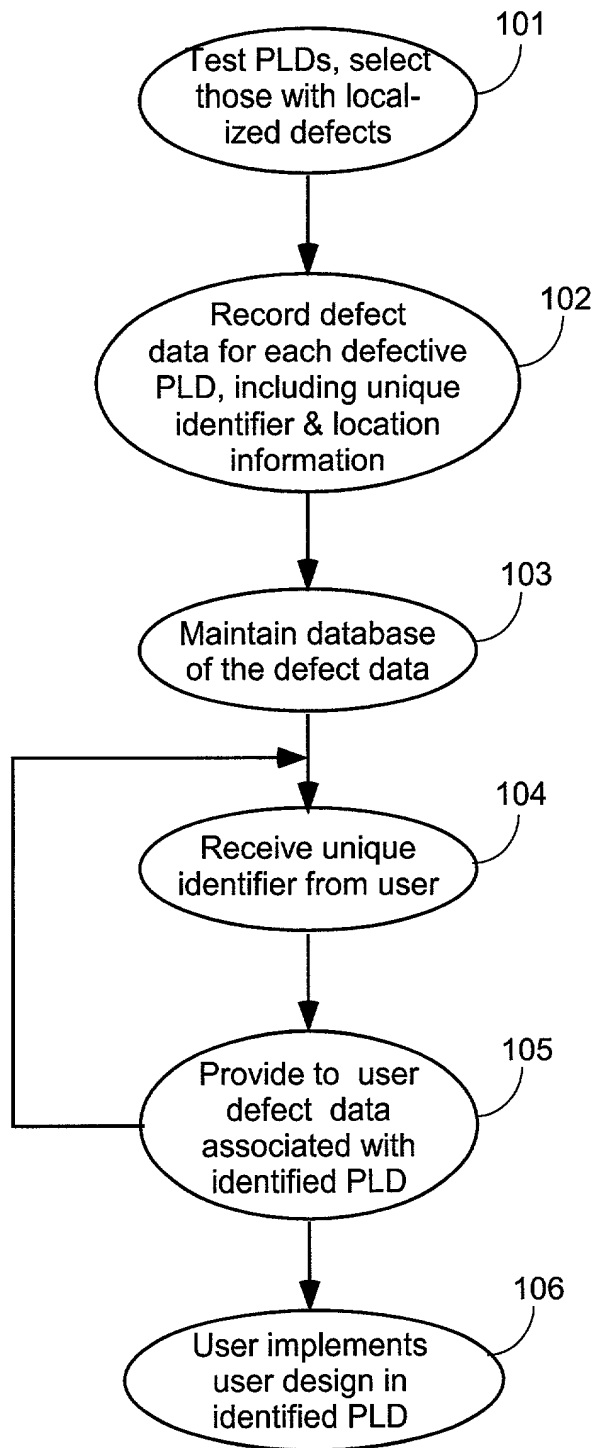 101
Test PLDs, select
those with local-
ized defects
102
Record defect
data for each defective
PLD, including unique
identifier & location
information
103
Maintain database
of the defect data
104
Receive unique
identifier from user
105
Provide to user
defect data
associated with
identified PLD
106
User implements
user design in
identified PLD